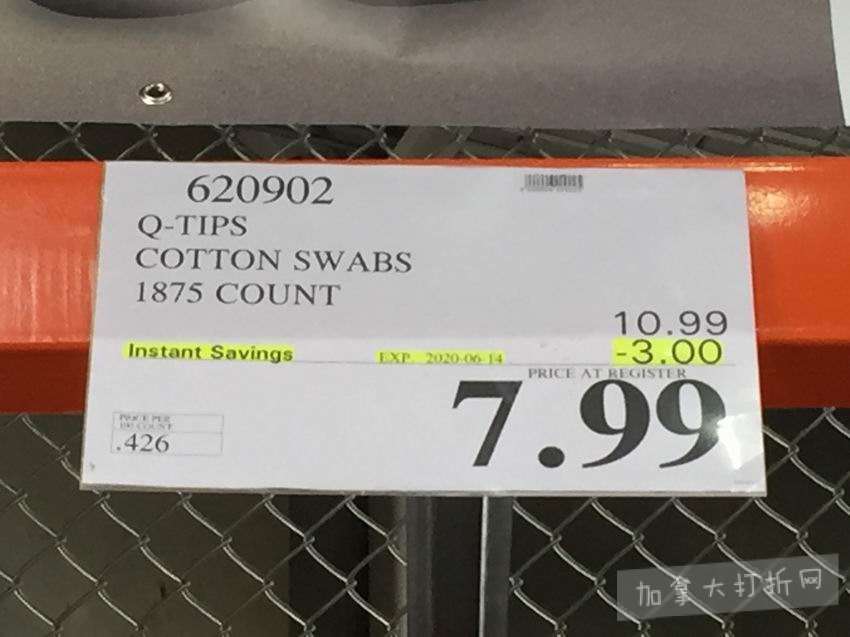 620902
Q-TIPS
COTTON SWABS
1875 COUNT
10.99
Instant Savings EXP. 2020-06-14 -3.00
PRICE AT REGISTER
7.99
PRICE PER
100 COUNT
.426
加拿大打折网